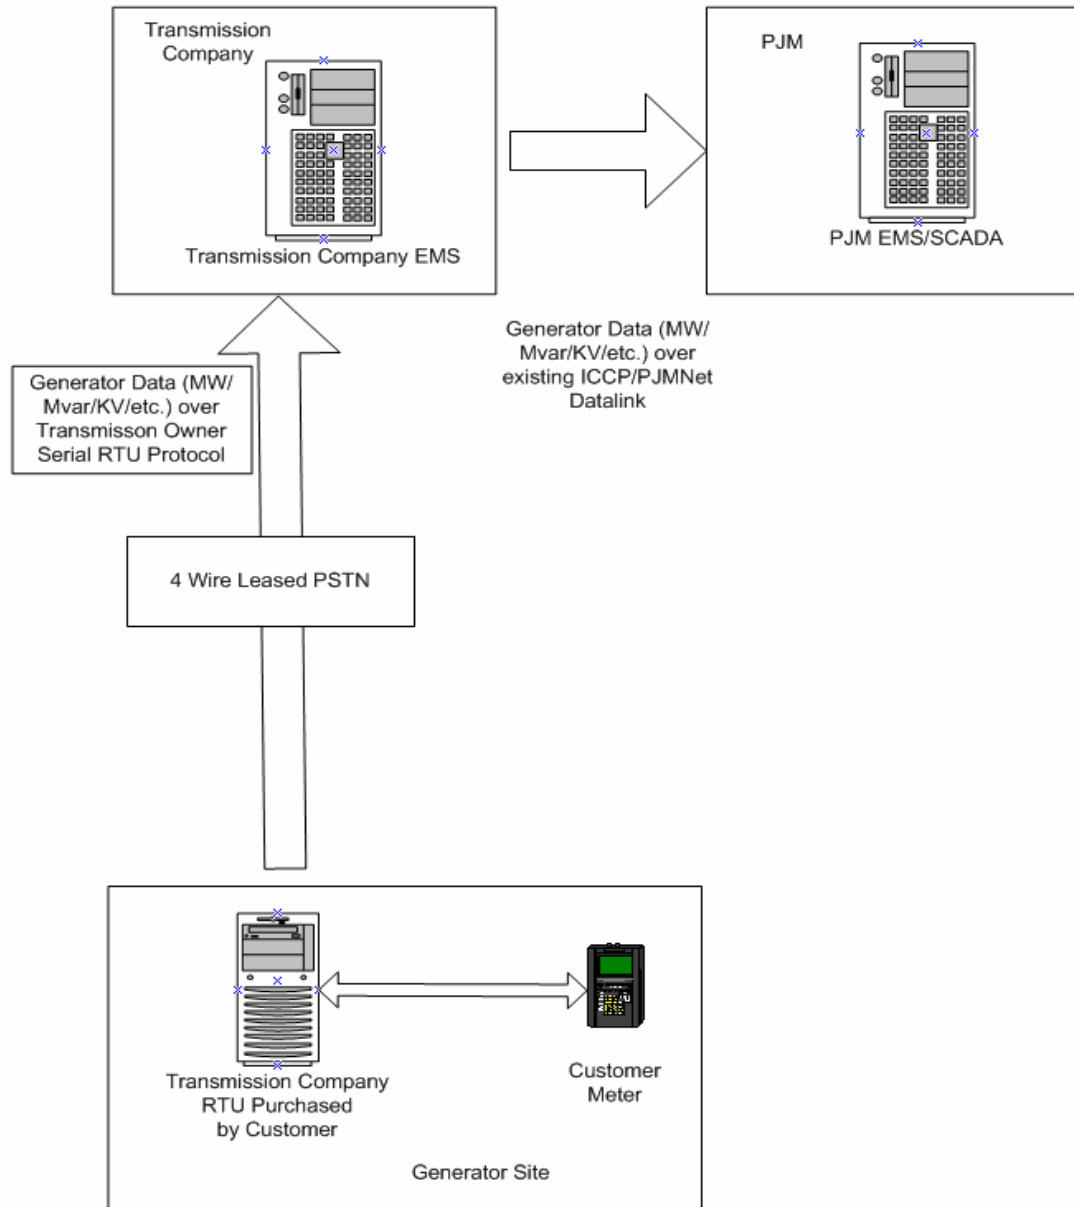 Transmission
Company
Transmission Company EMS
PJM
PJM EMS/SCADA
Generator Data (MW/
Mvar/KV/etc.) over
existing ICCP/PJMNet
Datalink
Generator Data (MW/
Mvar/KV/etc.) over
Transmisson Owner
Serial RTU Protocol
4 Wire Leased PSTN
Transmission Company
RTU Purchased
by Customer
Customer
Meter
Generator Site